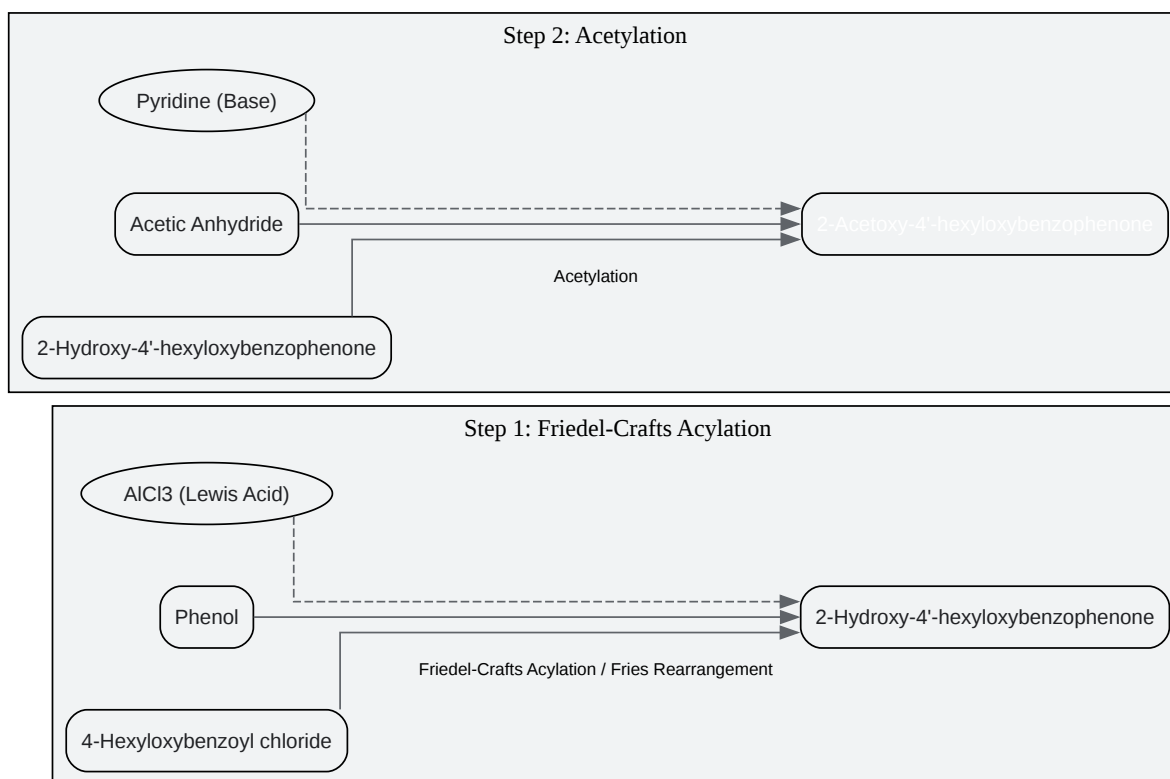 Step 2: Acetylation
Pyridine (Base)
Acetic Anhydride
2-Acetoxy-4'-hexyloxybenzophenone
Acetylation
2-Hydroxy-4'-hexyloxybenzophenone
Step 1: Friedel-Crafts Acylation
AlCl3 (Lewis Acid)
Phenol
2-Hydroxy-4'-hexyloxybenzophenone
Friedel-Crafts Acylation / Fries Rearrangement
4-Hexyloxybenzoyl chloride